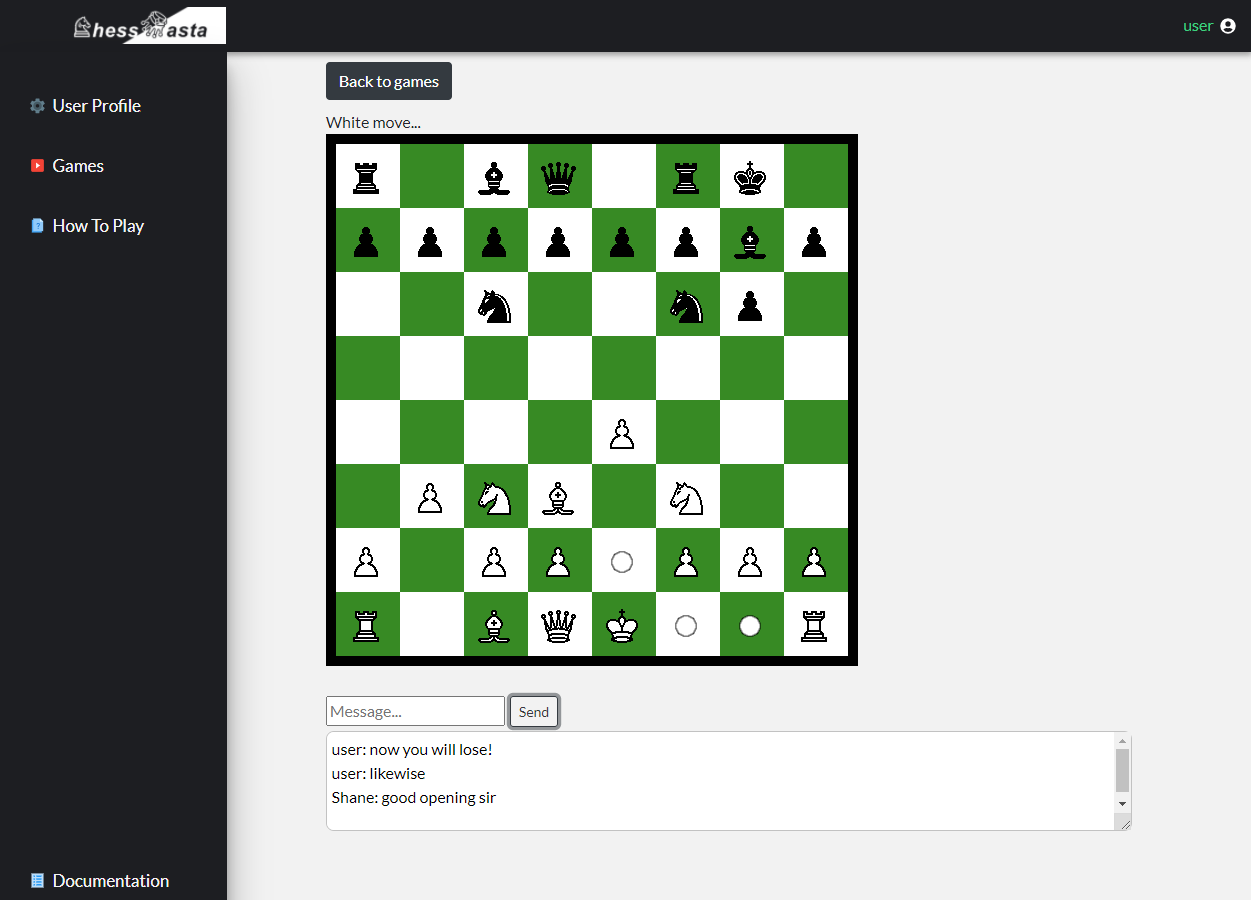 hess asta
user
User Profile
Games
How To Play
Documentation
Back to games
White move...
Message...
Send
user: now you will lose!
user: likewise
Shane: good opening sir